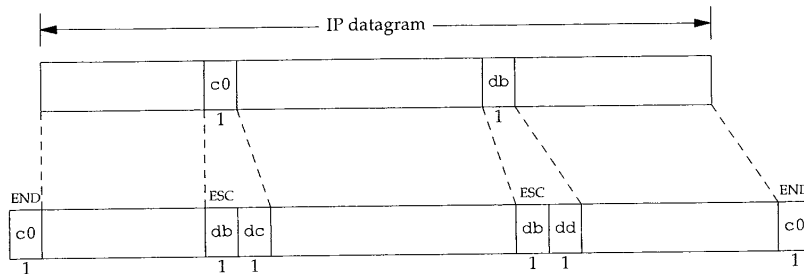 IP datagram
c0 db
1 1
END ESC ESC END
c0 db dc db dd c0
1 1 1 1 1 1